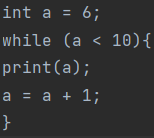 int a = 6;
while (a < 10){
print(a);
a = a + 1;
}